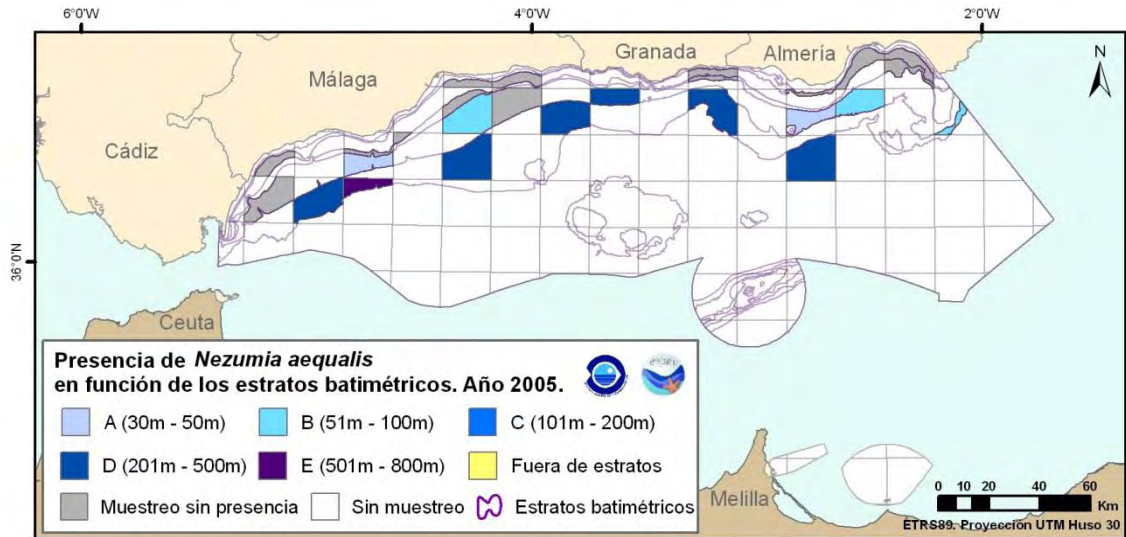 6°0'W
4°0'W
2°0'W
Granada
Almería
Málaga
N
Cádiz
36°0'N
Ceuta
Presencia de Nezumia aequalis
en función de los estratos batimétricos. Año 2005.
A (30m - 50m)
B (51m - 100m)
C (101m - 200m)
D (201m - 500m)
E (501m - 800m)
Fuera de estratos
Muestreo sin presencia
Sin muestreo
Estratos batimétricos
Melilla
0 10 20 40 60
Km
ETRS89. Proyección UTM Huso 30